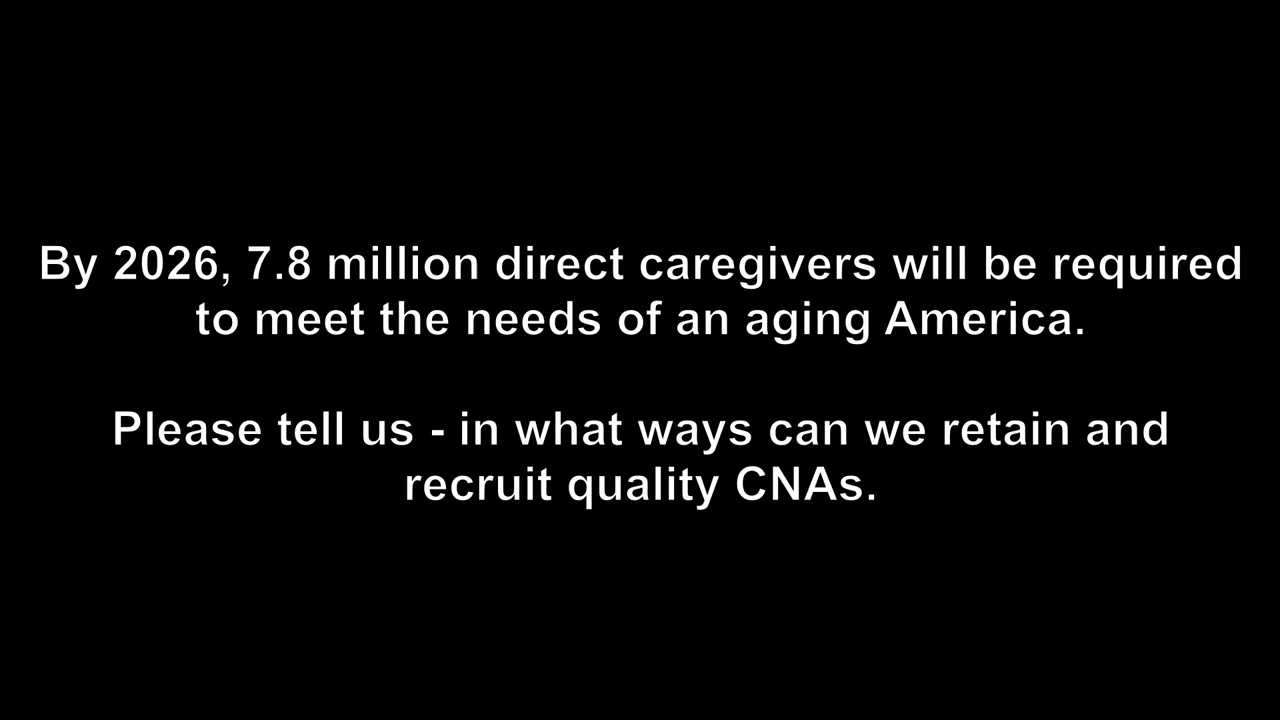 By 2026, 7.8 million direct caregivers will be required
to meet the needs of an aging America.
Please tell us - in what ways can we retain and
recruit quality CNAs.